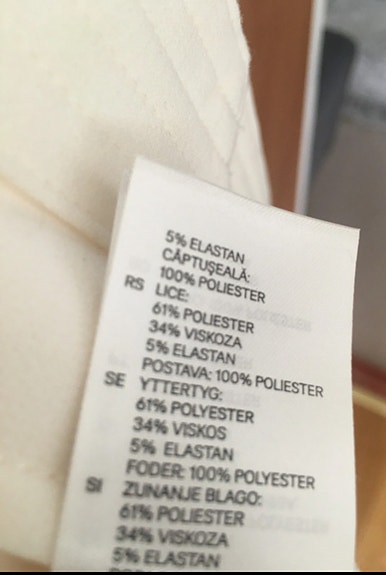 5% ELASTAN
CĂPTUȘEALĂ:
100% POLIESTER
RS LICE:
61% POLIESTER
34% VISKOZA
5% ELASTAN
POSTAVA: 100% POLIESTER
SE YTTERTYG:
61% POLYESTER
34% VISKOS
5% ELASTAN
FODER: 100% POLYESTER
SI ZUNANJE BLAGO:
61% POLIESTER
34% VISKOZA
5% ELASTAN